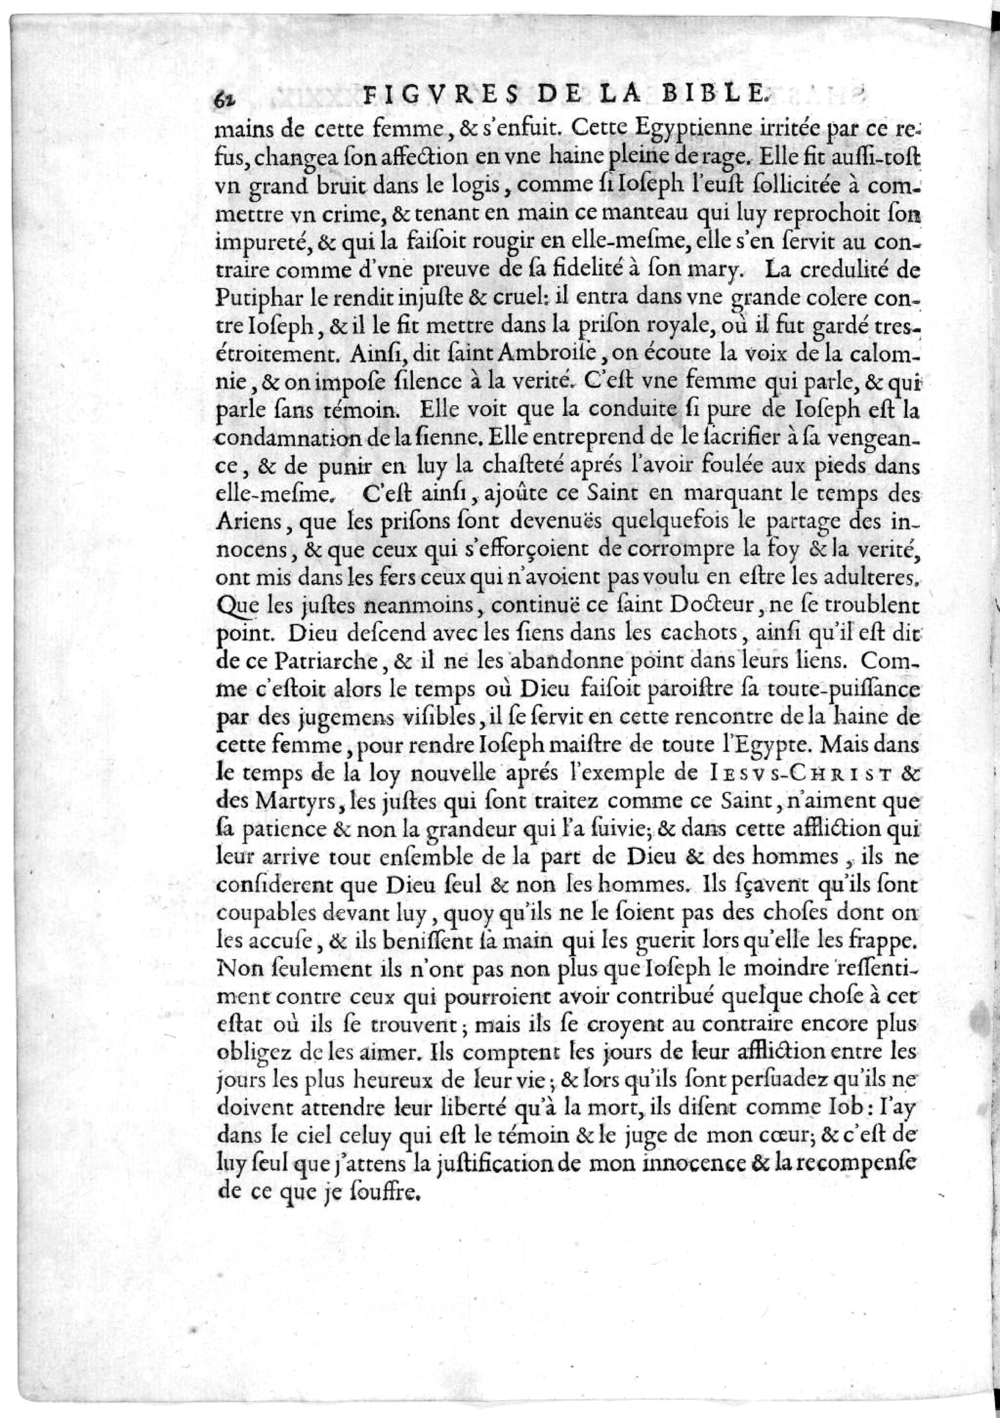 62 FIGVRES DE LA BIBLE.
mains de cette femme, & s'enfuit. Cette Egyptienne irritée par ce re-
fus, changea ſon affection en vne haine pleine de rage. Elle fit auſſi-toſt
vn grand bruit dans le logis, comme ſi Ioſeph l'euſt ſollicitée à com-
mettre vn crime, & tenant en main ce manteau qui luy reprochoit ſon
impureté, & qui la faiſoit rougir en elle-meſme, elle s'en ſervit au con-
traire comme d'vne preuve de ſa fidelité à ſon mary. La credulité de
Putiphar le rendit injuſte & cruel: il entra dans vne grande colere con-
tre Ioſeph, & il le fit mettre dans la priſon royale, où il fut gardé tres-
étroitement. Ainſi, dit ſaint Ambroiſe, on écoute la voix de la calom-
nie, & on impoſe ſilence à la verité. C'eſt vne femme qui parle, & qui
parle ſans témoin. Elle voit que la conduite ſi pure de Ioſeph eſt la
condamnation de la ſienne. Elle entreprend de le ſacrifier à ſa vengean-
ce, & de punir en luy la chaſteté aprés l'avoir foulée aux pieds dans
elle-meſme. C'eſt ainſi, ajoûte ce Saint en marquant le temps des
Ariens, que les priſons ſont devenuës quelquefois le partage des in-
nocens, & que ceux qui s'efforçoient de corrompre la foy & la verité,
ont mis dans les fers ceux qui n'avoient pas voulu en eſtre les adulteres.
Que les juſtes neanmoins, continuë ce ſaint Docteur, ne ſe troublent
point. Dieu deſcend avec les ſiens dans les cachots, ainſi qu'il eſt dit
de ce Patriarche, & il ne les abandonne point dans leurs liens. Com-
me c'eſtoit alors le temps où Dieu faiſoit paroiſtre ſa toute-puiſſance
par des jugemens viſibles, il ſe ſervit en cette rencontre de la haine de
cette femme, pour rendre Ioſeph maiſtre de toute l'Egypte. Mais dans
le temps de la loy nouvelle aprés l'exemple de IESVS-CHRIST &
des Martyrs, les juſtes qui ſont traitez comme ce Saint, n'aiment que
ſa patience & non la grandeur qui l'a ſuivie; & dans cette affliction qui
leur arrive tout enſemble de la part de Dieu & des hommes, ils ne
conſiderent que Dieu ſeul & non les hommes. Ils ſçavent qu'ils ſont
coupables devant luy, quoy qu'ils ne le ſoient pas des choſes dont on
les accuſe, & ils beniſſent la main qui les guerit lors qu'elle les frappe.
Non ſeulement ils n'ont pas non plus que Ioſeph le moindre reſſenti-
ment contre ceux qui pourroient avoir contribué quelque choſe à cet
eſtat où ils ſe trouvent; mais ils ſe croyent au contraire encore plus
obligez de les aimer. Ils comptent les jours de leur affliction entre les
jours les plus heureux de leur vie; & lors qu'ils ſont perſuadez qu'ils ne
doivent attendre leur liberté qu'à la mort, ils diſent comme Iob: I'ay
dans le ciel celuy qui eſt le témoin & le juge de mon cœur; & c'eſt de
luy ſeul que j'attens la juſtification de mon innocence & la recompenſe
de ce que je ſouffre.